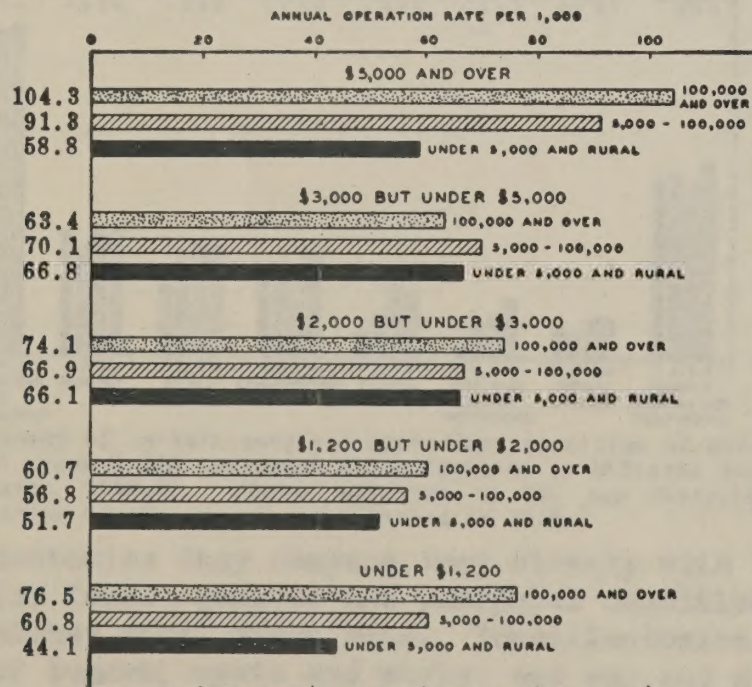 ANNUAL OPERATION RATE PER 1,000
0 20 40 60 80 100
$5,000 AND OVER
104.3 100,000 AND OVER
91.3 5,000 - 100,000
58.8 UNDER 5,000 AND RURAL
$3,000 BUT UNDER $5,000
63.4 100,000 AND OVER
70.1 5,000 - 100,000
66.8 UNDER 5,000 AND RURAL
$2,000 BUT UNDER $3,000
74.1 100,000 AND OVER
66.9 5,000 - 100,000
66.1 UNDER 5,000 AND RURAL
$1,200 BUT UNDER $2,000
60.7 100,000 AND OVER
56.8 5,000 - 100,000
51.7 UNDER 5,000 AND RURAL
UNDER $1,200
76.5 100,000 AND OVER
60.8 5,000 - 100,000
44.1 UNDER 5,000 AND RURAL